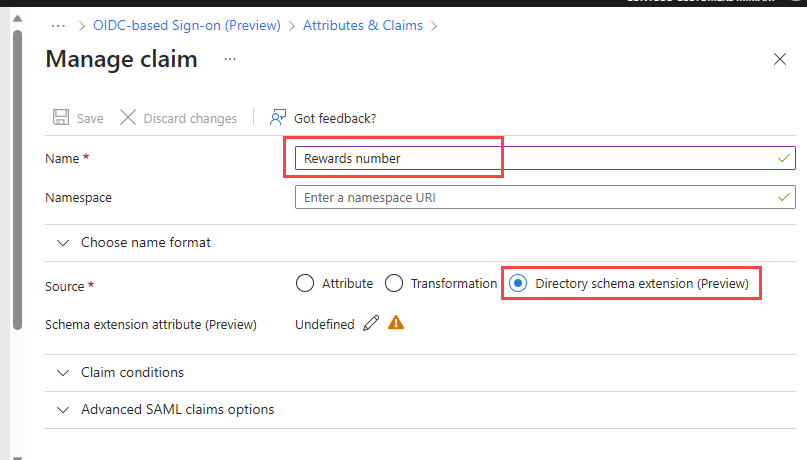 ··· > OIDC-based Sign-on (Preview) > Attributes & Claims >
Manage claim ···
Save Discard changes Got feedback?
Name * Rewards number
Namespace Enter a namespace URI
Choose name format
Source * Attribute Transformation Directory schema extension (Preview)
Schema extension attribute (Preview) Undefined
Claim conditions
Advanced SAML claims options